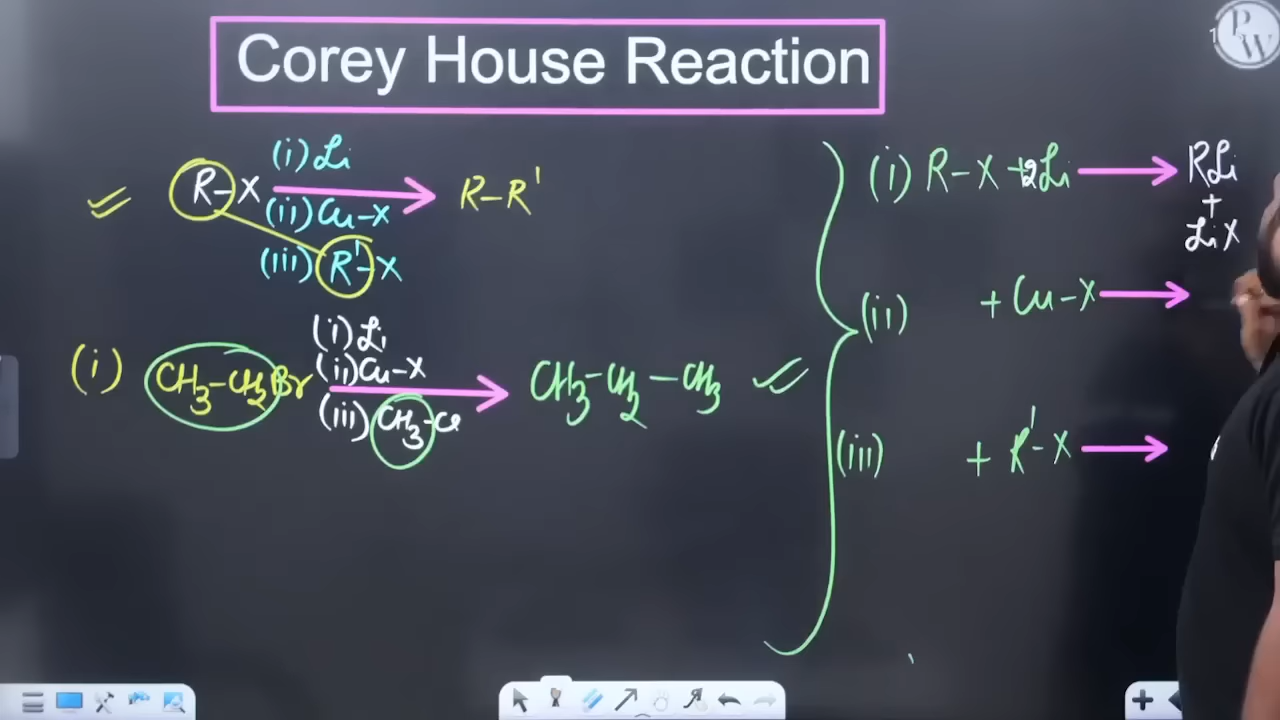 Corey House Reaction
PW
R-X (i) Li
(ii) Cu-X
(iii) R'-X
R-R'
(i) CH3-CH2Br
(i) Li
(ii) Cu-X
(iii) CH3-Cl
CH3-CH2-CH3
(i) R-X + 2Li → RLi
+
LiX
(ii) + Cu-X →
(iii) + R'-X →